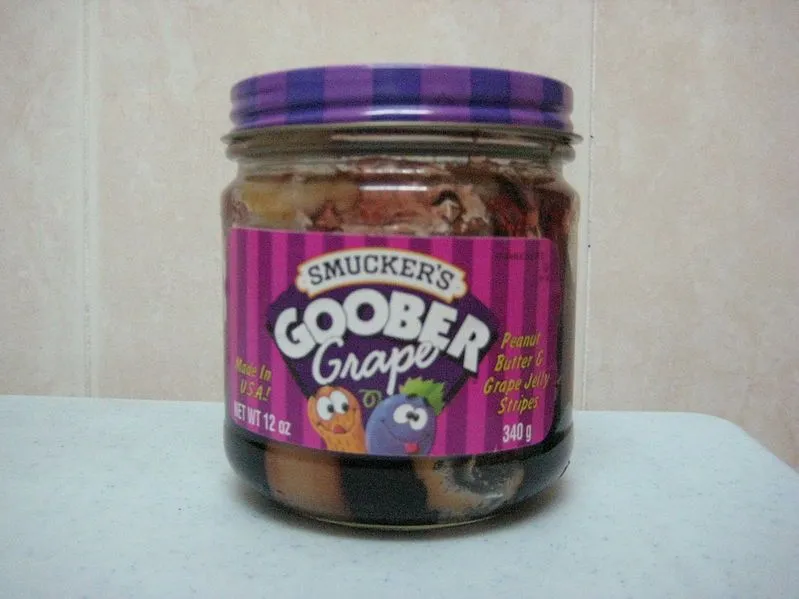 SMUCKER'S
GOOBER
Grape
Made In
U.S.A.!
NET WT 12 OZ
Peanut
Butter &
Grape Jelly
Stripes
340 g